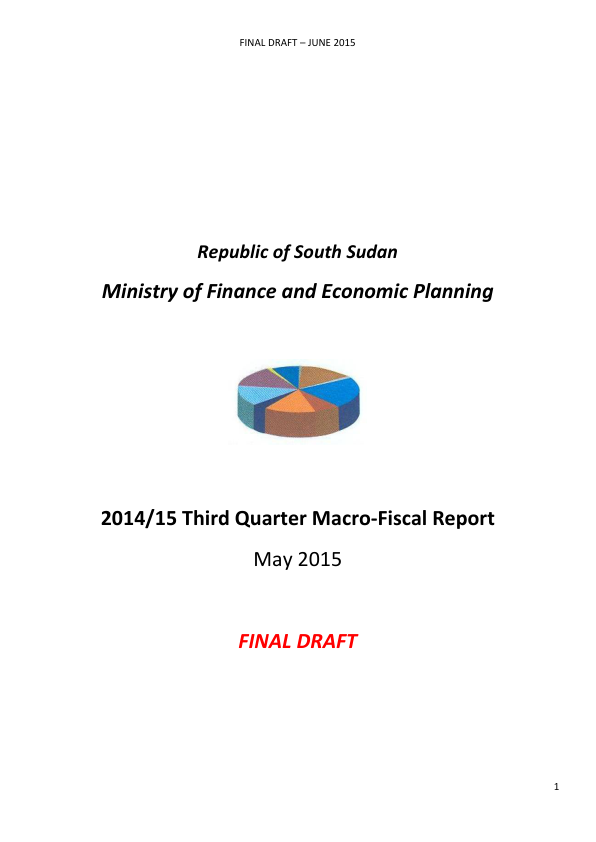 FINAL DRAFT – JUNE 2015
Republic of South Sudan
Ministry of Finance and Economic Planning
2014/15 Third Quarter Macro-Fiscal Report
May 2015
FINAL DRAFT
1